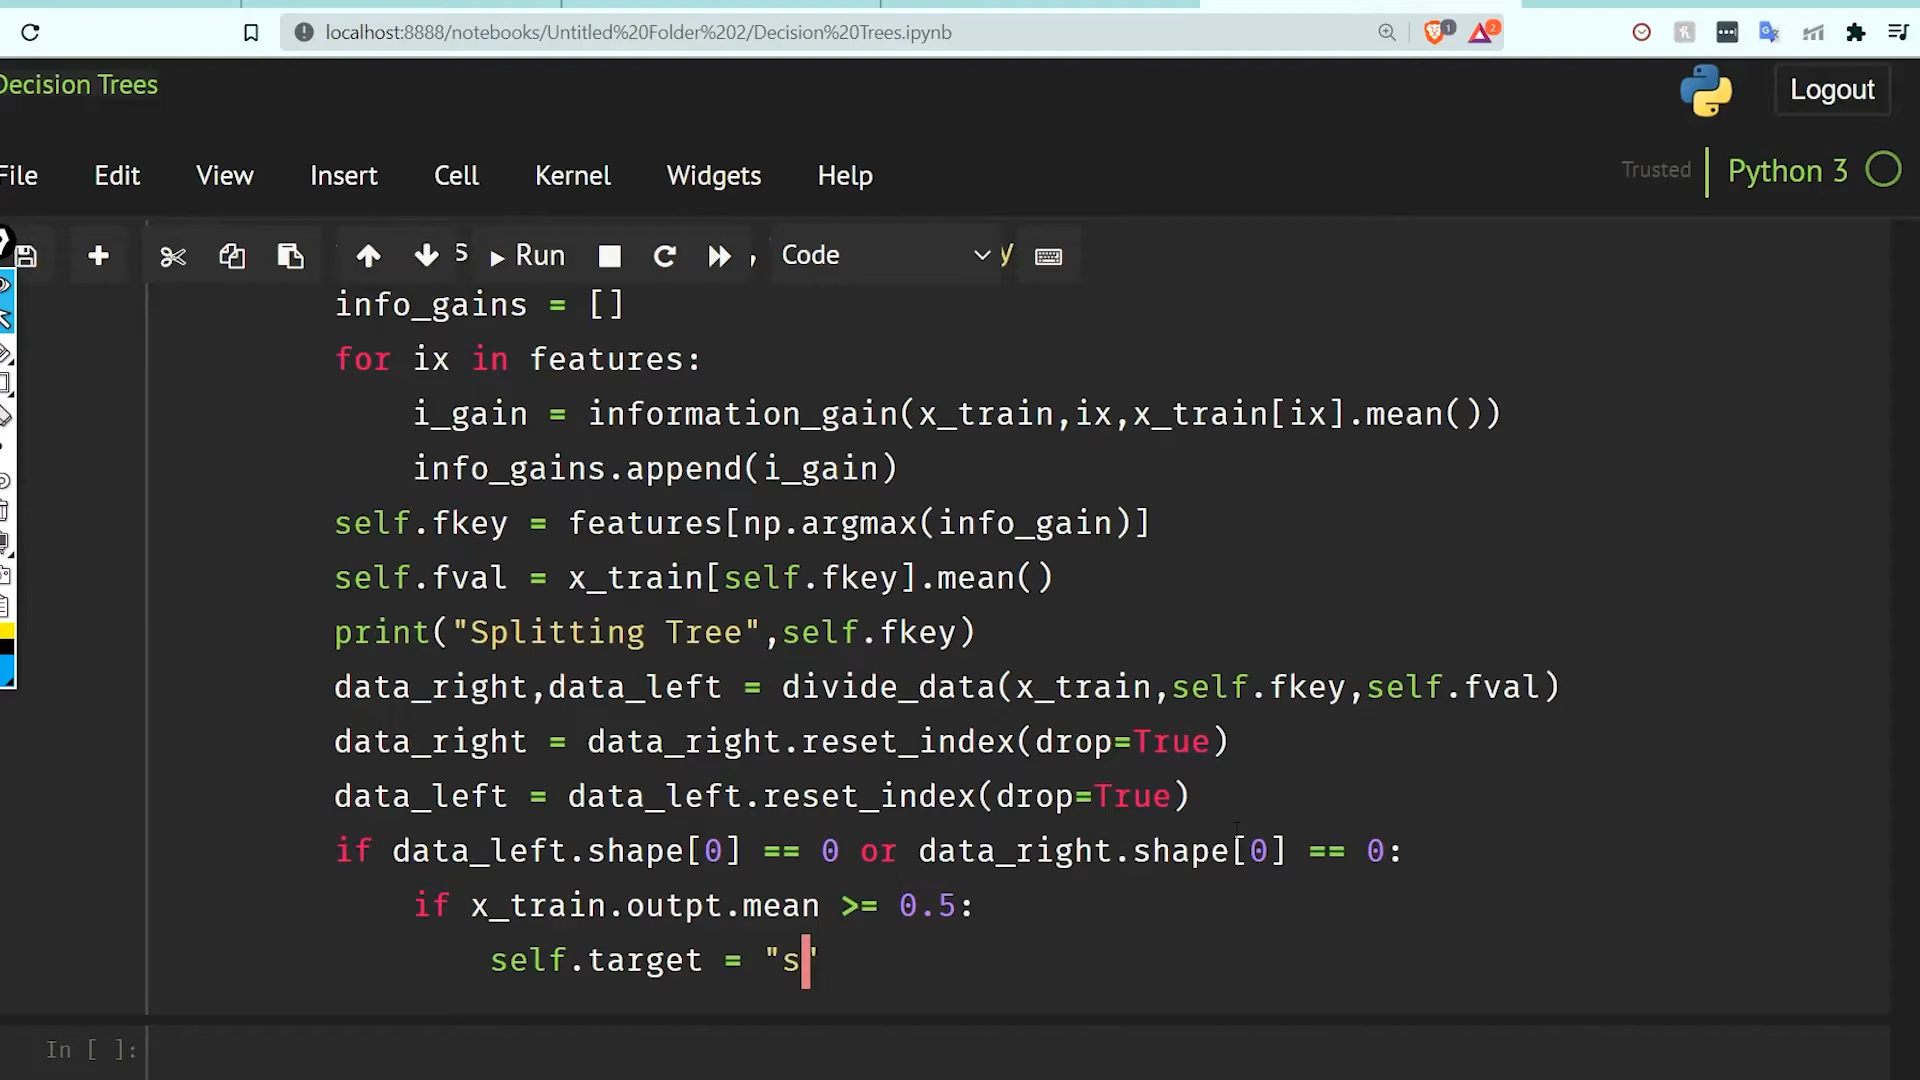 localhost:8888/notebooks/Untitled%20Folder%202/Decision%20Trees.ipynb
1
2
Decision Trees
Logout
File Edit View Insert Cell Kernel Widgets Help
Trusted
Python 3
Run
Code
info_gains = []
for ix in features:
i_gain = information_gain(x_train,ix,x_train[ix].mean())
info_gains.append(i_gain)
self.fkey = features[np.argmax(info_gain)]
self.fval = x_train[self.fkey].mean()
print("Splitting Tree",self.fkey)
data_right,data_left = divide_data(x_train,self.fkey,self.fval)
data_right = data_right.reset_index(drop=True)
data_left = data_left.reset_index(drop=True)
if data_left.shape[0] == 0 or data_right.shape[0] == 0:
if x_train.outpt.mean >= 0.5:
self.target = "s"
In [ ]: